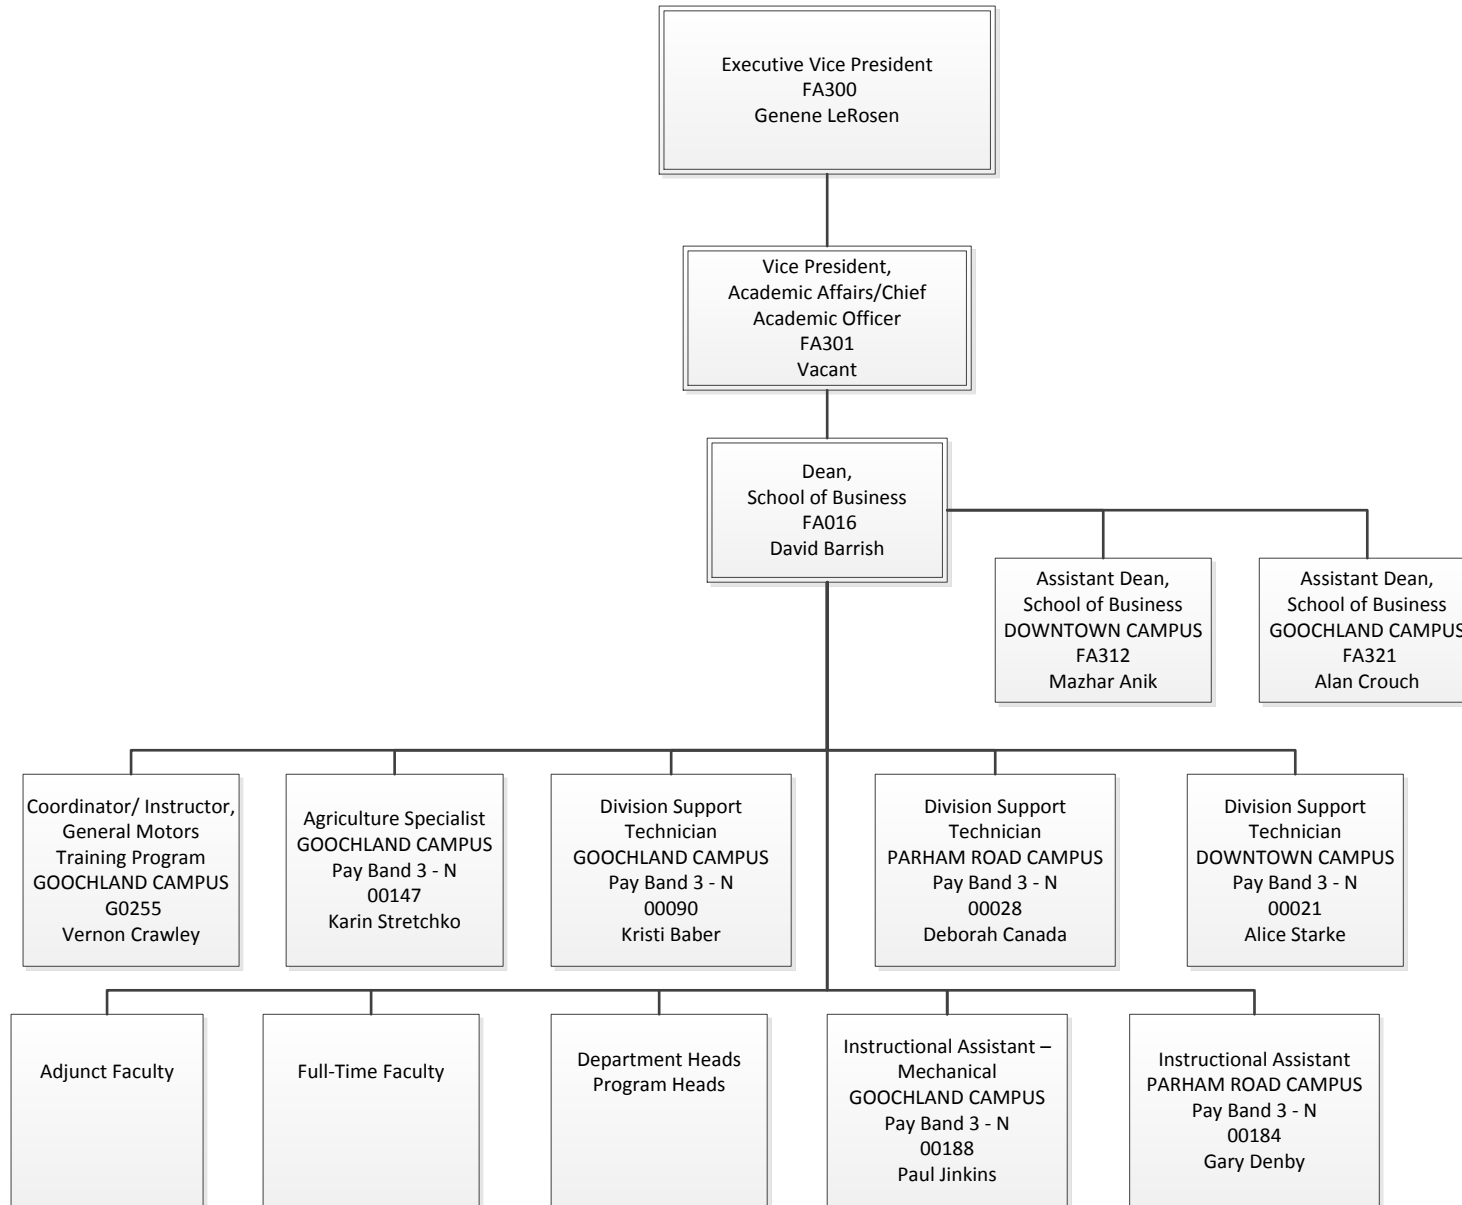 Executive Vice President
FA300
Genene LeRosen
Vice President,
Academic Affairs/Chief
Academic Officer
FA301
Vacant
Dean,
School of Business
FA016
David Barrish
Assistant Dean,
School of Business
DOWNTOWN CAMPUS
FA312
Mazhar Anik
Assistant Dean,
School of Business
GOOCHLAND CAMPUS
FA321
Alan Crouch
Coordinator/ Instructor,
General Motors
Training Program
GOOCHLAND CAMPUS
G0255
Vernon Crawley
Agriculture Specialist
GOOCHLAND CAMPUS
Pay Band 3 - N
00147
Karin Stretchko
Division Support
Technician
GOOCHLAND CAMPUS
Pay Band 3 - N
00090
Kristi Baber
Division Support
Technician
PARHAM ROAD CAMPUS
Pay Band 3 - N
00028
Deborah Canada
Division Support
Technician
DOWNTOWN CAMPUS
Pay Band 3 - N
00021
Alice Starke
Adjunct Faculty
Full-Time Faculty
Department Heads
Program Heads
Instructional Assistant –
Mechanical
GOOCHLAND CAMPUS
Pay Band 3 - N
00188
Paul Jinkins
Instructional Assistant
PARHAM ROAD CAMPUS
Pay Band 3 - N
00184
Gary Denby